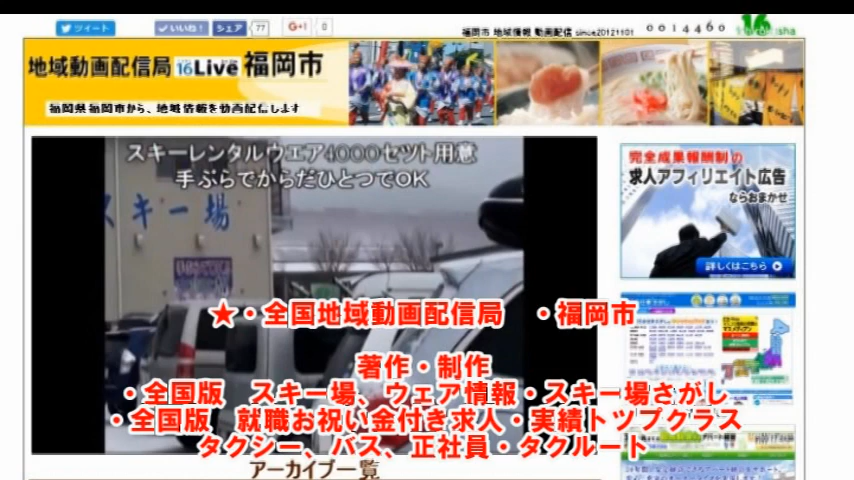 ツイート
いいね!
シェア
77
G+1
0
福岡市 地域情報 動画配信 since20121101
0014460
16
sha
地域動画配信局 16Live 福岡市
福岡県福岡市から、地域情報を動画配信します
スキーレンタルウエア4000セツト用意
手ぶらでからだひとつでOK
スキー場
完全成果報酬制の
求人アフィリエイト広告
ならおまかせ
詳しくはこちら
★・全国地域動画配信局 ・福岡市
著作・制作
・全国版 スキー場、ウェア情報・スキー場さがし
・全国版 就職お祝い金付き求人・実績トツプクラス
タクシー、バス、正社員・タクルート
アーカイブ一覧